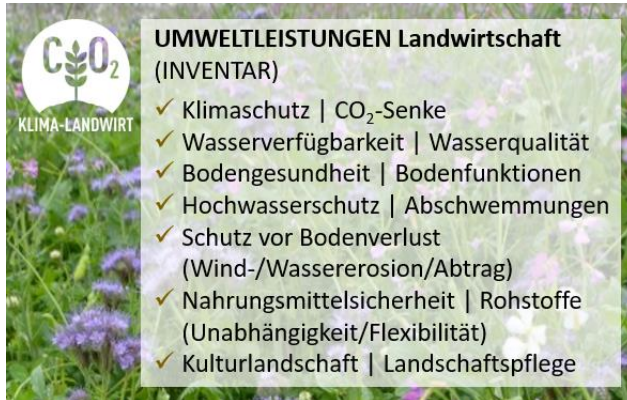 CO₂
KLIMA-LANDWIRT
UMWELTLEISTUNGEN Landwirtschaft
(INVENTAR)
✓ Klimaschutz | CO₂-Senke
✓ Wasserverfügbarkeit | Wasserqualität
✓ Bodengesundheit | Bodenfunktionen
✓ Hochwasserschutz | Abschwemmungen
✓ Schutz vor Bodenverlust
(Wind-/Wassererosion/Abtrag)
✓ Nahrungsmittelsicherheit | Rohstoffe
(Unabhängigkeit/Flexibilität)
✓ Kulturlandschaft | Landschaftspflege